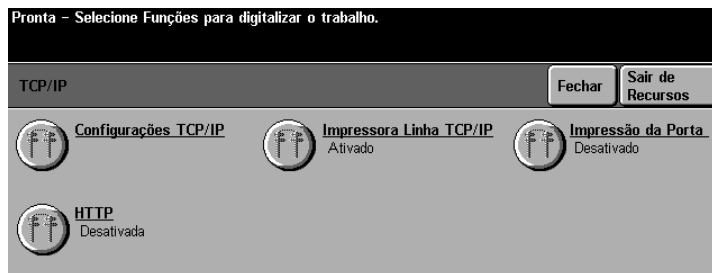 Pronta - Selecione Funções para digitalizar o trabalho.
TCP/IP
Fechar
Sair de
Recursos
Configurações TCP/IP
Ativado
Impressora Linha TCP/IP
Impressão da Porta
Desativado
HTTP
Desativada